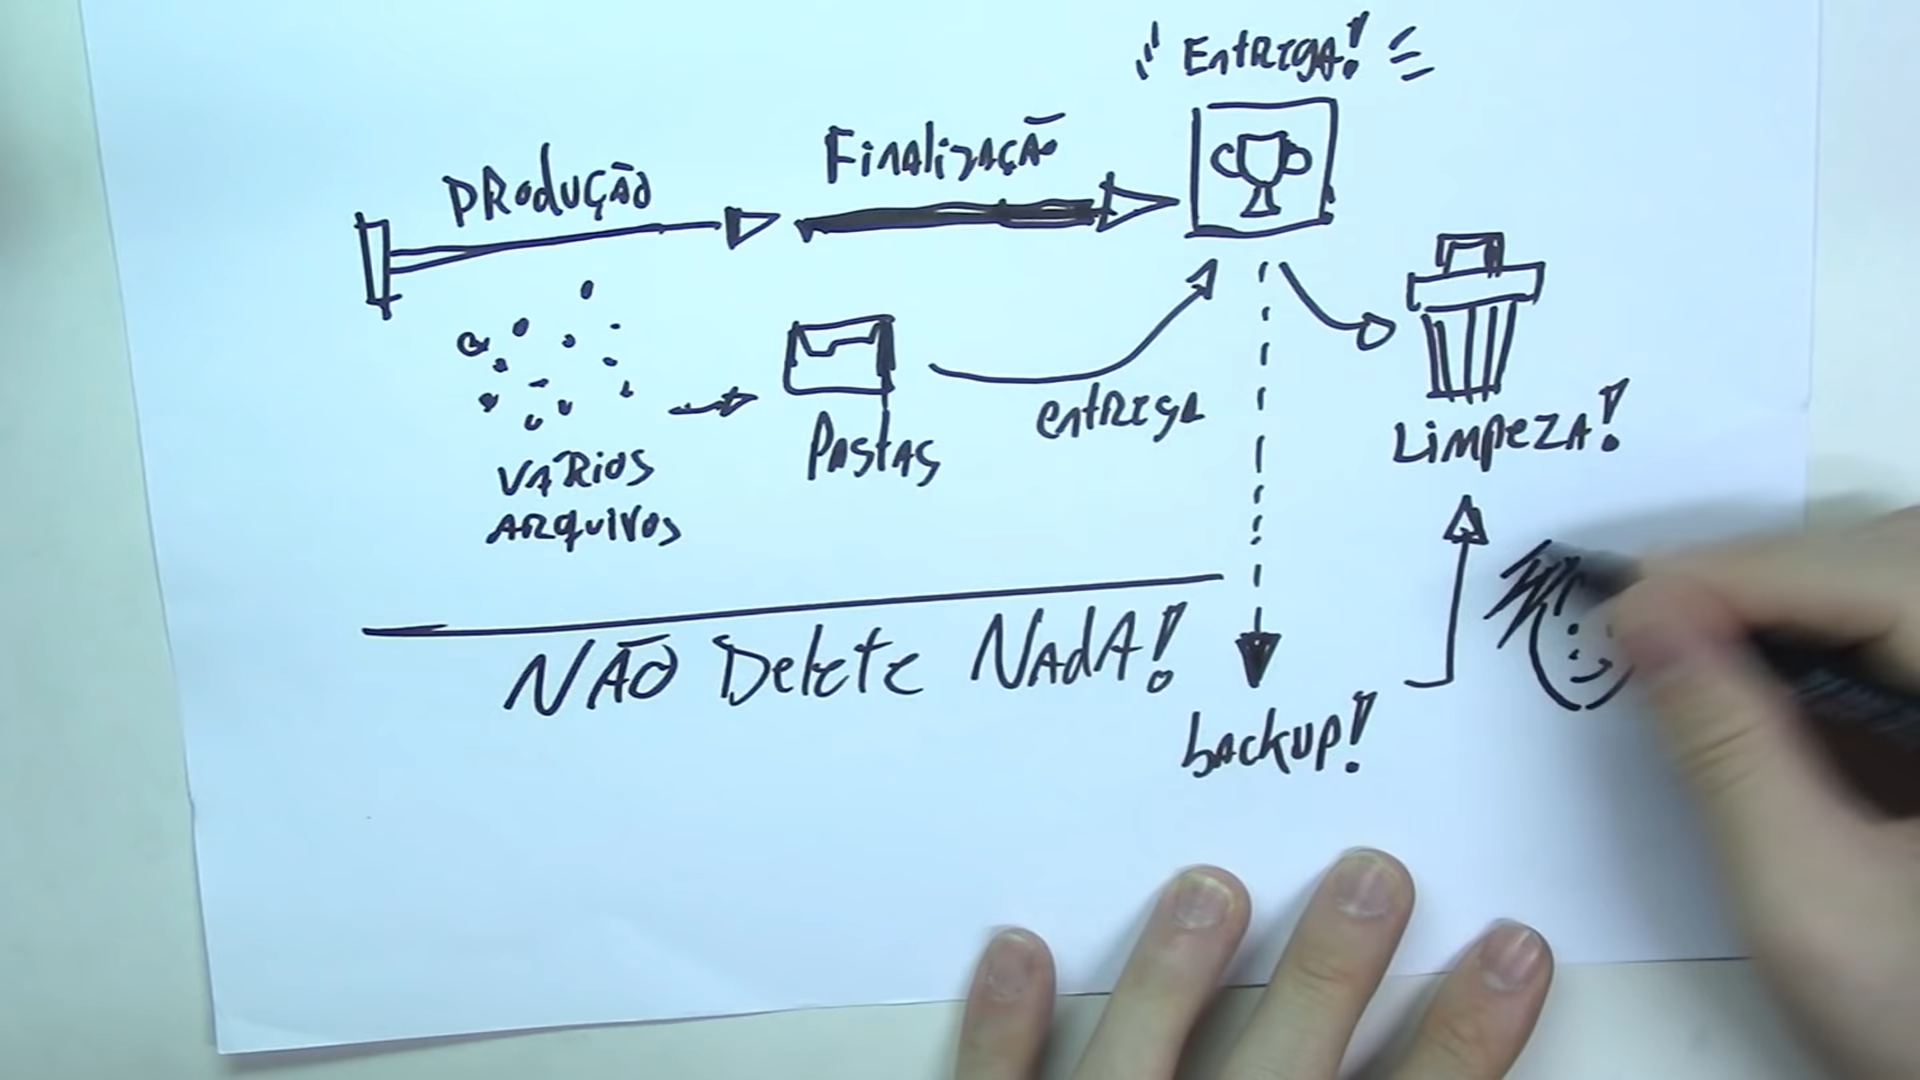 Entrega!
Finalização
Produção
entrega
Limpeza!
Pastas
vários
arquivos
Não Delete Nada!
backup!